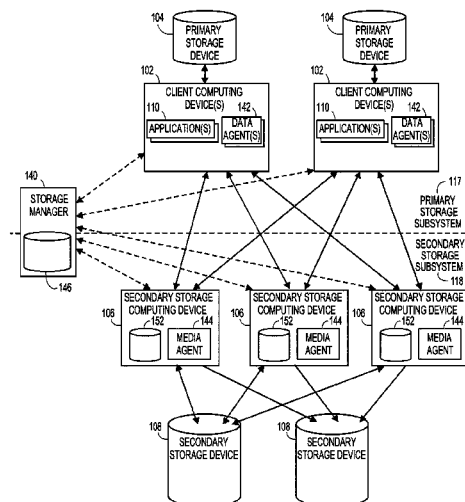 104
PRIMARY
STORAGE
DEVICE
104
PRIMARY
STORAGE
DEVICE
102
CLIENT COMPUTING
DEVICE(S)
110
142
APPLICATION(S)
DATA
AGENT(S)
102
CLIENT COMPUTING
DEVICE(S)
110
142
APPLICATION(S)
DATA
AGENT(S)
140
STORAGE
MANAGER
146
117
PRIMARY
STORAGE
SUBSYSTEM
SECONDARY
STORAGE
SUBSYSTEM
118
106
SECONDARY STORAGE
COMPUTING DEVICE
152
144
MEDIA
AGENT
106
SECONDARY STORAGE
COMPUTING DEVICE
152
144
MEDIA
AGENT
106
SECONDARY STORAGE
COMPUTING DEVICE
152
144
MEDIA
AGENT
108
SECONDARY
STORAGE DEVICE
108
SECONDARY
STORAGE DEVICE